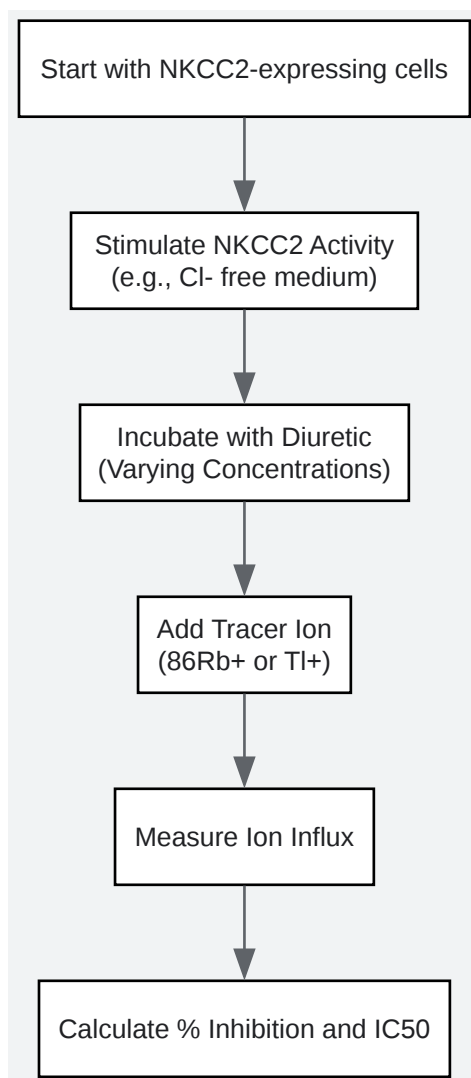 Start with NKCC2-expressing cells
Stimulate NKCC2 Activity
(e.g., Cl- free medium)
Incubate with Diuretic
(Varying Concentrations)
Add Tracer Ion
(86Rb+ or Tl+)
Measure Ion Influx
Calculate % Inhibition and IC50